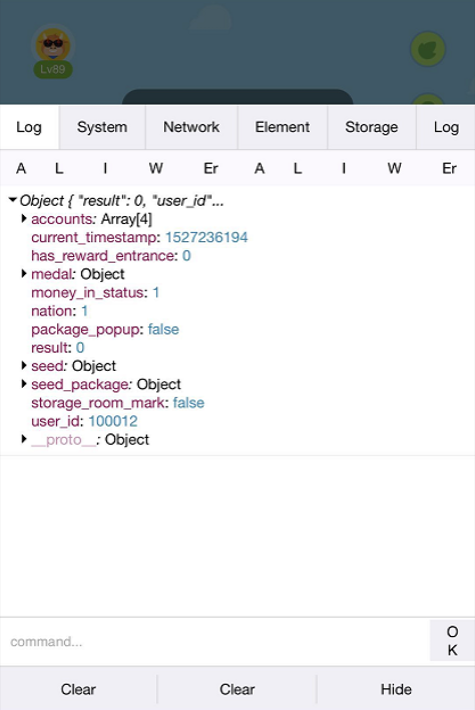 Lv89
Log System Network Element Storage Log
A L I W Er A L I W Er
Object { "result": 0, "user_id"...
accounts: Array[4]
current_timestamp: 1527236194
has_reward_entrance: 0
medal: Object
money_in_status: 1
nation: 1
package_popup: false
result: 0
seed: Object
seed_package: Object
storage_room_mark: false
user_id: 100012
__proto__: Object
command...
O
K
Clear Clear Hide